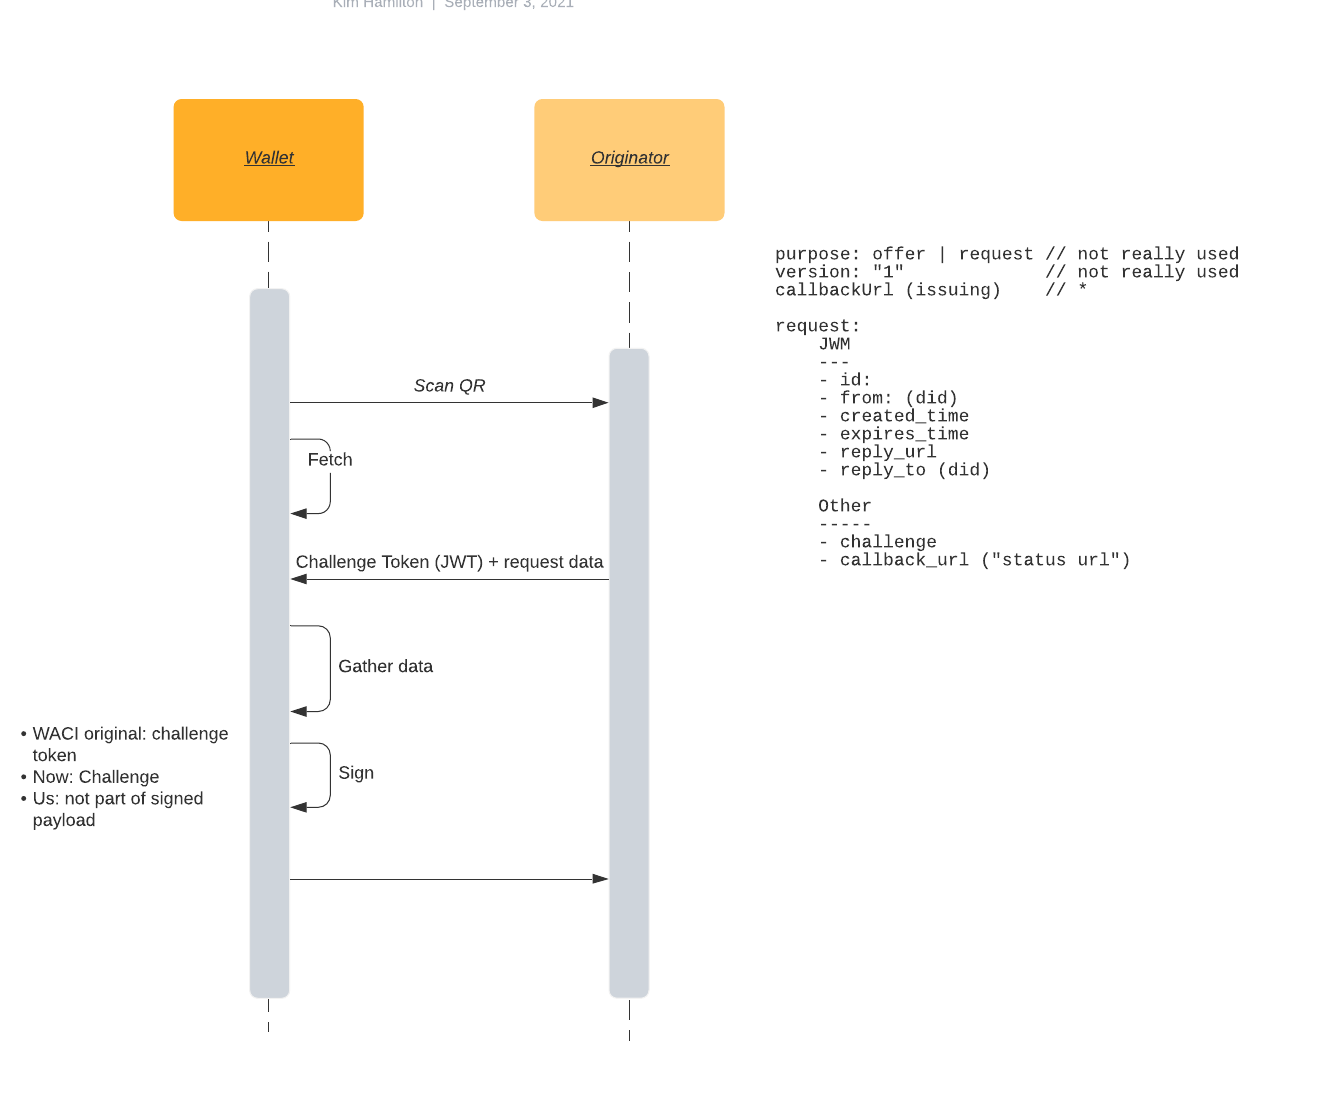 Kim Hamilton | September 3, 2021
Wallet
Originator
purpose: offer | request // not really used
version: "1" // not really used
callbackUrl (issuing) // *
request:
JWM
---
- id:
- from: (did)
- created_time
- expires_time
- reply_url
- reply_to (did)
Other
-----
- challenge
- callback_url ("status url")
Scan QR
Fetch
Challenge Token (JWT) + request data
Gather data
• WACI original: challenge
token
• Now: Challenge
• Us: not part of signed
payload
Sign